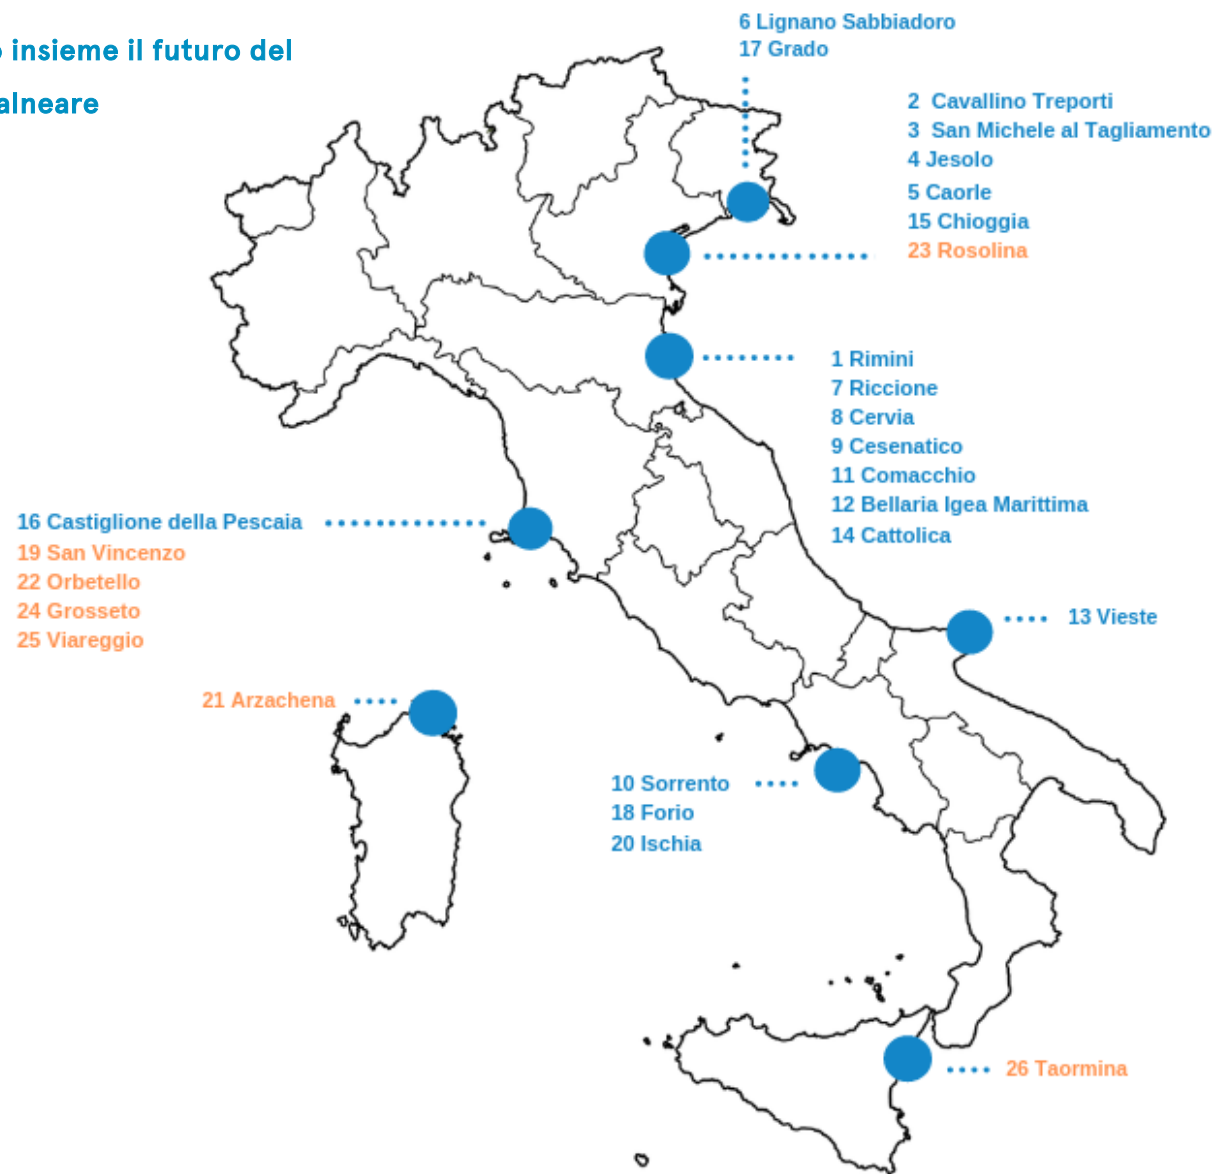 insieme il futuro del
6 Lignano Sabbiadoro
17 Grado
2 Cavallino Treporti
3 San Michele al Tagliamento
4 Jesolo
5 Caorle
15 Chioggia
23 Rosolina
1 Rimini
7 Riccione
8 Cervia
9 Cesenatico
11 Comacchio
12 Bellaria Igea Marittima
14 Cattolica
16 Castiglione della Pescaia
19 San Vincenzo
22 Orbetello
24 Grosseto
25 Viareggio
13 Vieste
21 Arzachena
10 Sorrento
18 Forio
20 Ischia
26 Taormina